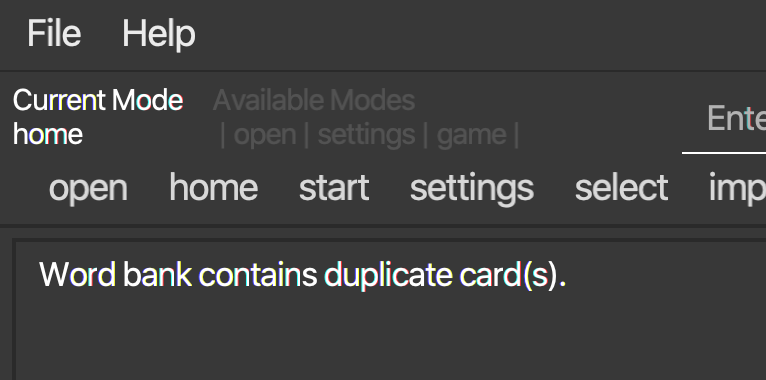 File Help
Current Mode Available Modes
home | open | settings | game |
Ente
open home start settings select imp
Word bank contains duplicate card(s).